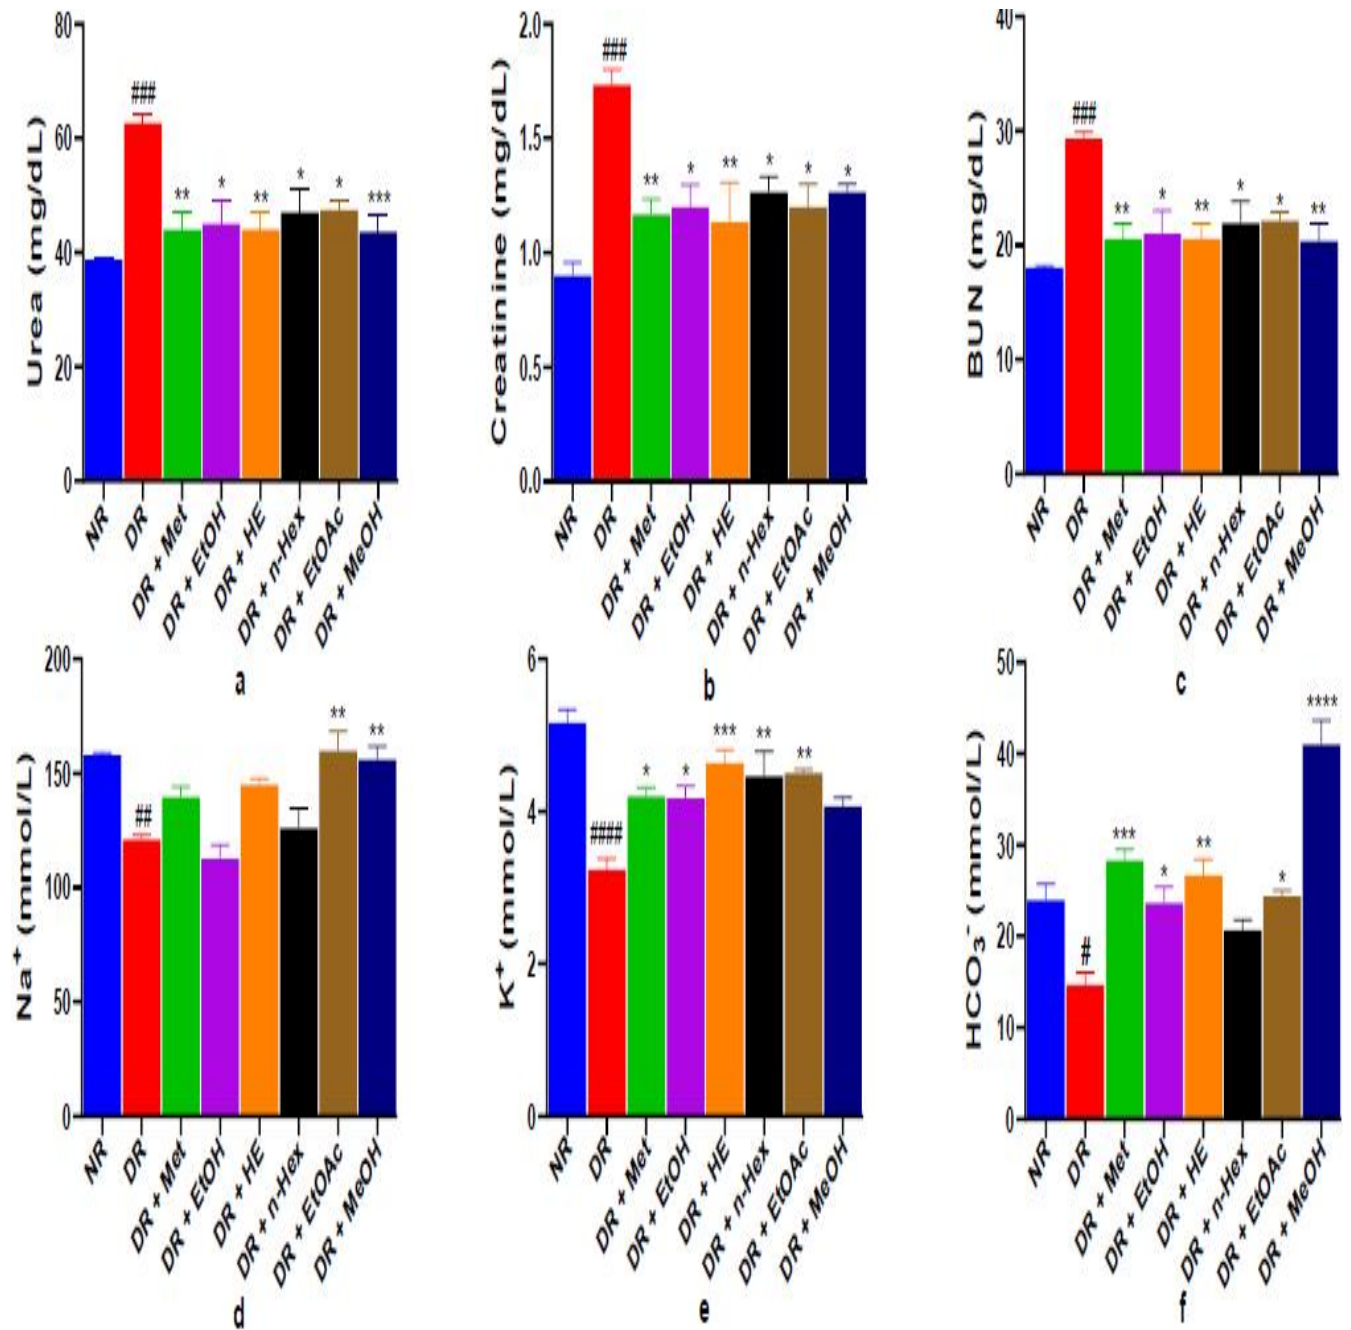 Urea (mg/dL)
80
60
40
20
0
###
**
*
**
*
*
***
NR
DR
DR + Met
DR + EtOH
DR + HE
DR + n-Hex
DR + EtOAc
DR + MeOH
a
Creatinine (mg/dL)
2.0
1.5
1.0
0.5
0.0
###
**
*
**
*
*
*
NR
DR
DR + Met
DR + EtOH
DR + HE
DR + n-Hex
DR + EtOAc
DR + MeOH
b
BUN (mg/dL)
40
30
20
10
0
###
**
*
**
*
*
**
NR
DR
DR + Met
DR + EtOH
DR + HE
DR + n-Hex
DR + EtOAc
DR + MeOH
c
Na⁺ (mmol/L)
200
150
100
50
0
##
**
**
NR
DR
DR + Met
DR + EtOH
DR + HE
DR + n-Hex
DR + EtOAc
DR + MeOH
d
K⁺ (mmol/L)
6
4
2
0
####
*
*
***
**
**
NR
DR
DR + Met
DR + EtOH
DR + HE
DR + n-Hex
DR + EtOAc
DR + MeOH
e
HCO₃⁻ (mmol/L)
50
40
30
20
10
0
#
***
*
**
*
****
NR
DR
DR + Met
DR + EtOH
DR + HE
DR + n-Hex
DR + EtOAc
DR + MeOH
f